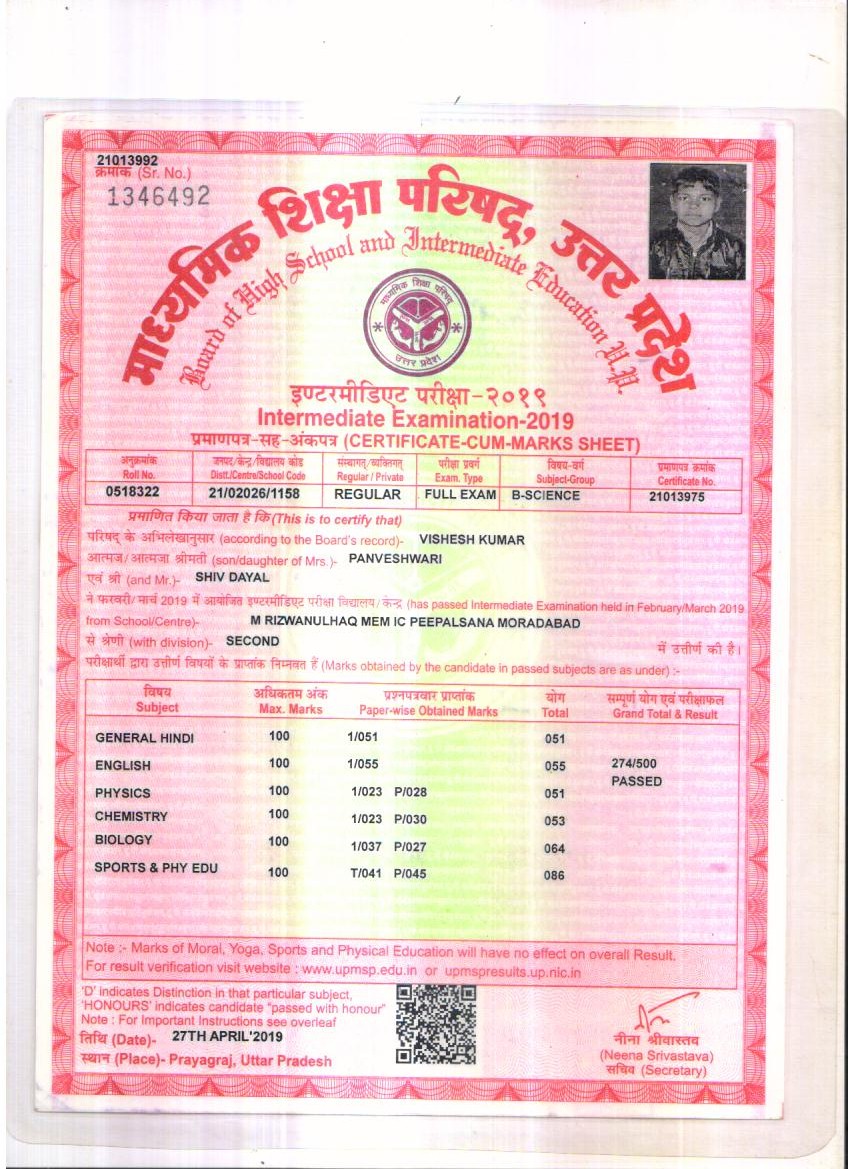 21013992
क्रमांक (Sr. No.)
1346492
माध्यमिक शिक्षा परिषद्, उत्तर प्रदेश
Board of High School and Intermediate Education U.P.
माध्यमिक शिक्षा परिषद्
उत्तर प्रदेश
इण्टरमीडिएट परीक्षा-२०१९
Intermediate Examination-2019
प्रमाणपत्र-सह-अंकपत्र (CERTIFICATE-CUM-MARKS SHEET)
अनुक्रमांक जनपद/केन्द्र/विद्यालय कोड संस्थागत्/व्यक्तिगत् परीक्षा प्रवर्ग विषय-वर्ग प्रमाणपत्र क्रमांक
Roll No. Distt./Centre/School Code Regular / Private Exam. Type Subject-Group Certificate No.
0518322 21/02026/1158 REGULAR FULL EXAM B-SCIENCE 21013975
प्रमाणित किया जाता है कि (This is to certify that)
परिषद् के अभिलेखानुसार (according to the Board's record)- VISHESH KUMAR
आत्मज/आत्मजा श्रीमती (son/daughter of Mrs.)- PANVESHWARI
एवं श्री (and Mr.)- SHIV DAYAL
ने फरवरी/ मार्च 2019 में आयोजित इण्टरमीडिएट परीक्षा विद्यालय/केन्द्र (has passed Intermediate Examination held in February/March 2019
from School/Centre)- M RIZWANULHAQ MEM IC PEEPALSANA MORADABAD
से श्रेणी (with division)- SECOND में उत्तीर्ण की है।
परीक्षार्थी द्वारा उत्तीर्ण विषयों के प्राप्तांक निम्नवत हैं (Marks obtained by the candidate in passed subjects are as under) :-
विषय अधिकतम अंक प्रश्नपत्रवार प्राप्तांक योग सम्पूर्ण योग एवं परीक्षाफल
Subject Max. Marks Paper-wise Obtained Marks Total Grand Total & Result
GENERAL HINDI 100 1/051 051
ENGLISH 100 1/055 055 274/500
PASSED
PHYSICS 100 1/023 P/028 051
CHEMISTRY 100 1/023 P/030 053
BIOLOGY 100 1/037 P/027 064
SPORTS & PHY EDU 100 T/041 P/045 086
Note :- Marks of Moral, Yoga, Sports and Physical Education will have no effect on overall Result.
For result verification visit website : www.upmsp.edu.in or upmspresults.up.nic.in
'D' indicates Distinction in that particular subject,
'HONOURS' indicates candidate "passed with honour"
Note : For Important Instructions see overleaf
तिथि (Date)- 27TH APRIL'2019
स्थान (Place)- Prayagraj, Uttar Pradesh
नीना श्रीवास्तव
(Neena Srivastava)
सचिव (Secretary)